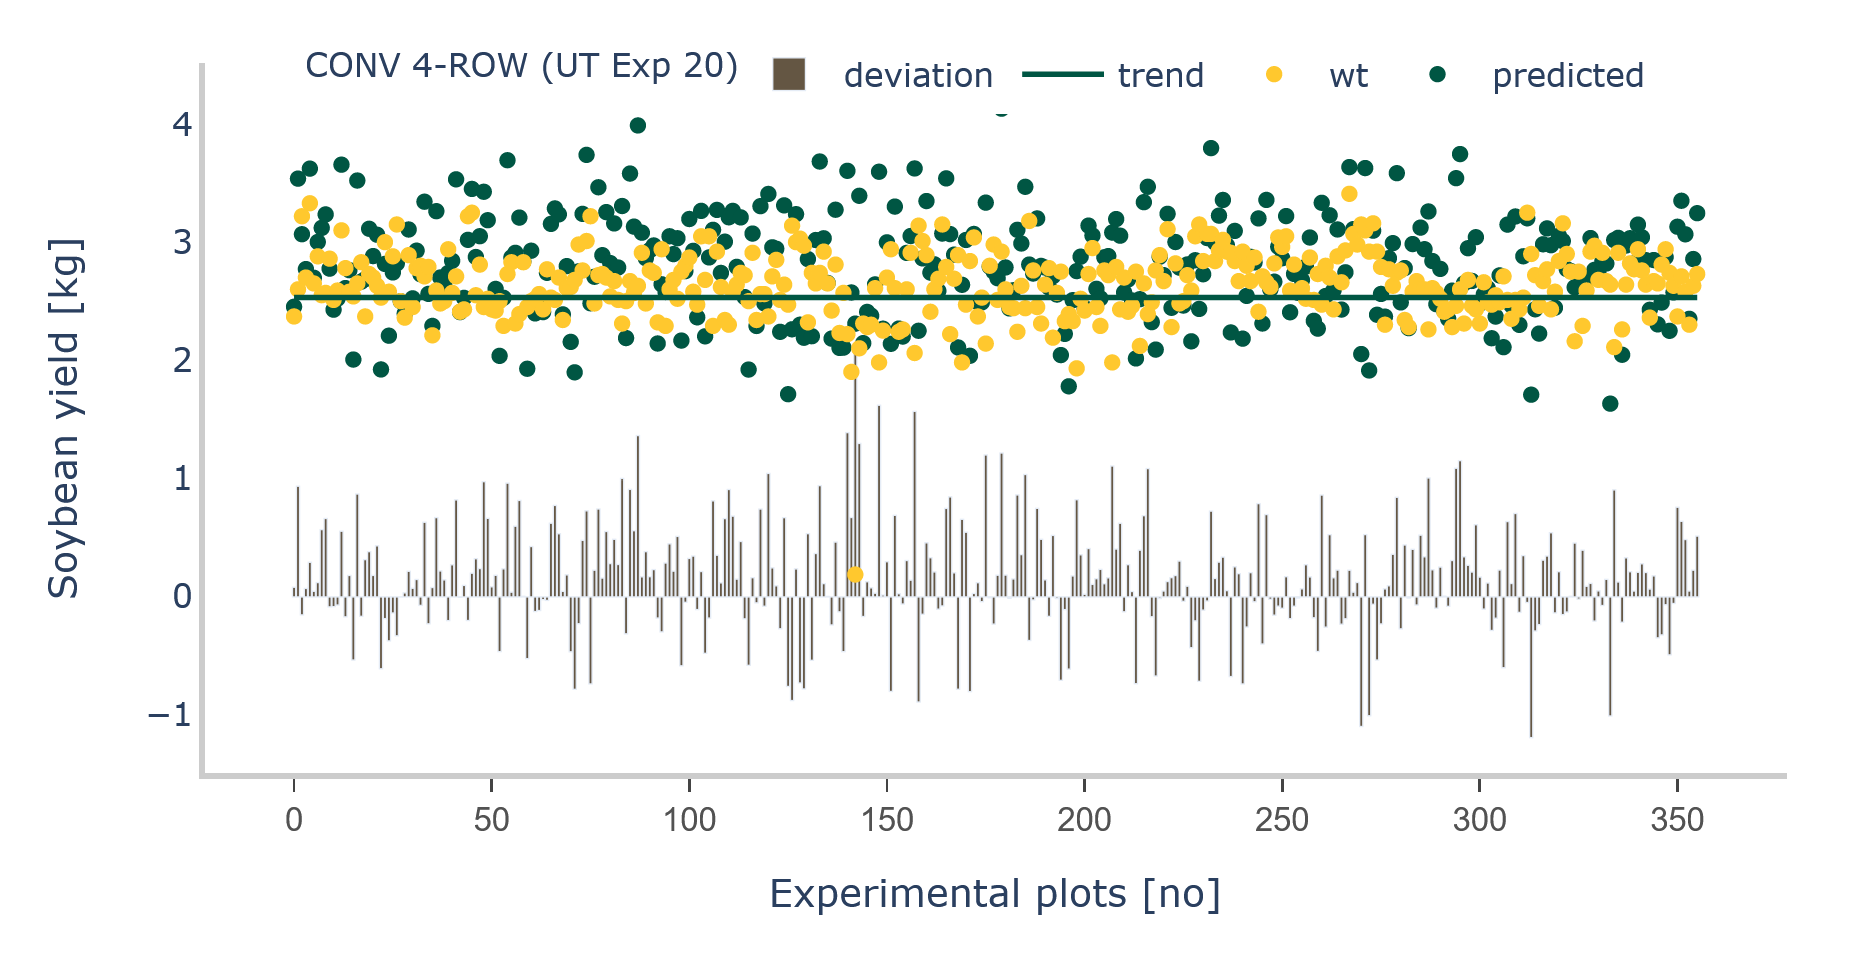 CONV 4-ROW (UT Exp 20) deviation trend wt predicted
4
3
2
1
0
−1
Soybean yield [kg]
0 50 100 150 200 250 300 350
Experimental plots [no]